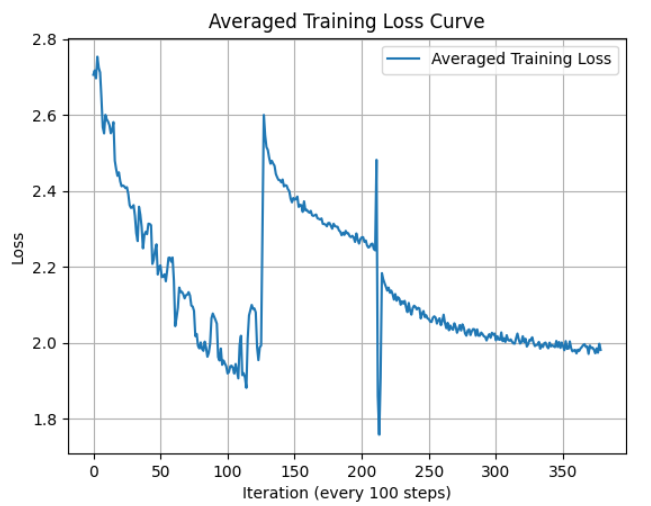 Averaged Training Loss Curve
Averaged Training Loss
2.8
2.6
2.4
2.2
2.0
1.8
Loss
0 50 100 150 200 250 300 350
Iteration (every 100 steps)